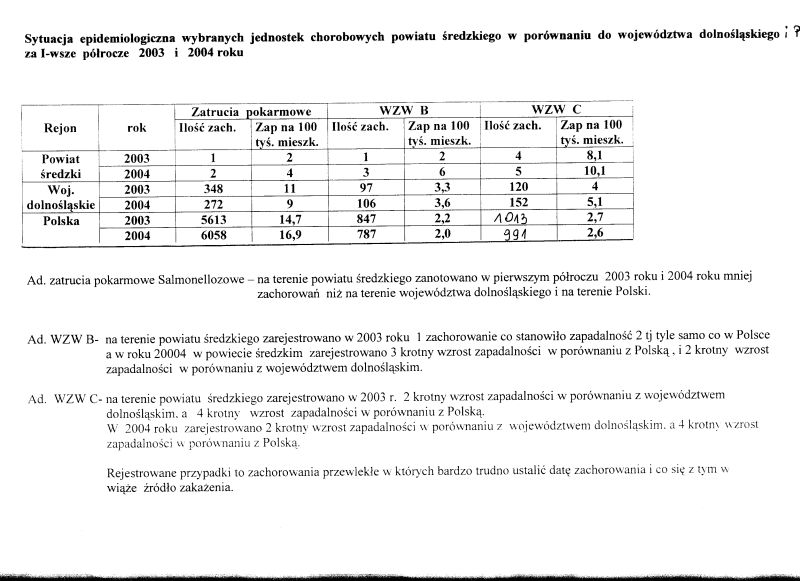 Sytuacja epidemiologiczna wybranych jednostek chorobowych powiatu średzkiego w porównaniu do województwa dolnośląskiego i ?
za I-wsze półrocze 2003 i 2004 roku
Zatrucia pokarmowe WZW B WZW C
Rejon rok Ilość zach. Zap na 100 tyś. mieszk. Ilość zach. Zap na 100 tyś. mieszk. Ilość zach. Zap na 100 tyś. mieszk.
Powiat 2003 1 2 1 2 4 8,1
średzki 2004 2 4 3 6 5 10,1
Woj. 2003 348 11 97 3,3 120 4
dolnośląskie 2004 272 9 106 3,6 152 5,1
Polska 2003 5613 14,7 847 2,2 1013 2,7
2004 6058 16,9 787 2,0 991 2,6
Ad. zatrucia pokarmowe Salmonellozowe – na terenie powiatu średzkiego zanotowano w pierwszym półroczu 2003 roku i 2004 roku mniej
zachorowań niż na terenie województwa dolnośląskiego i na terenie Polski.
Ad. WZW B- na terenie powiatu średzkiego zarejestrowano w 2003 roku 1 zachorowanie co stanowiło zapadalność 2 tj tyle samo co w Polsce
a w roku 20004 w powiecie średzkim zarejestrowano 3 krotny wzrost zapadalności w porównaniu z Polską , i 2 krotny wzrost
zapadalności w porównaniu z województwem dolnośląskim.
Ad. WZW C- na terenie powiatu średzkiego zarejestrowano w 2003 r. 2 krotny wzrost zapadalności w porównaniu z województwem
dolnośląskim, a 4 krotny wzrost zapadalności w porównaniu z Polską.
W 2004 roku zarejestrowano 2 krotny wzrost zapadalności w porównaniu z województwem dolnośląskim, a 4 krotny wzrost
zapadalności w porównaniu z Polską.
Rejestrowane przypadki to zachorowania przewlekłe w których bardzo trudno ustalić datę zachorowania i co się z tym w
wiąże źródło zakażenia.